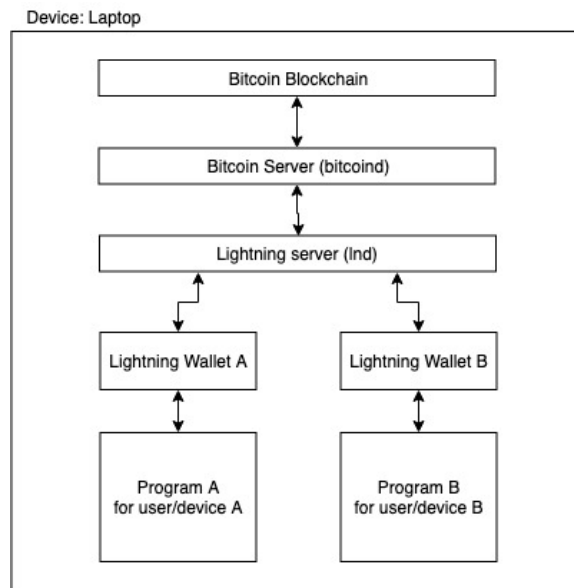 Device: Laptop
Bitcoin Blockchain
Bitcoin Server (bitcoind)
Lightning server (lnd)
Lightning Wallet A
Lightning Wallet B
Program A
for user/device A
Program B
for user/device B